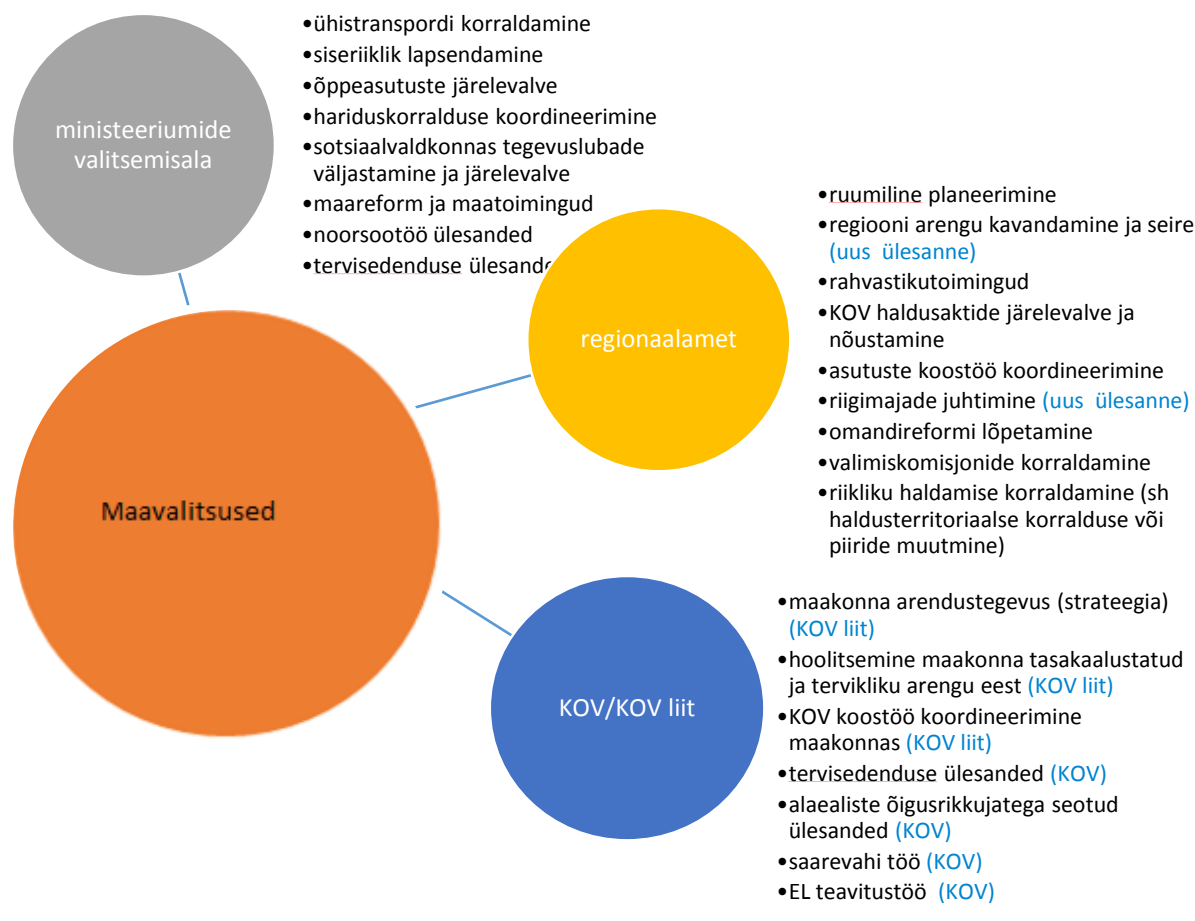 ministeeriumide
valitsemisala
•ühistranspordi korraldamine
•siseriiklik lapsendamine
•õppeasutuste järelevalve
•hariduskorralduse koordineerimine
•sotsiaalvaldkonnas tegevuslubade
väljastamine ja järelevalve
•maareform ja maatoimingud
•noorsootöö ülesanded
•tervisedenduse ülesande
regionaalamet
•ruumiline planeerimine
•regiooni arengu kavandamine ja seire
(uus ülesanne)
•rahvastikutoimingud
•KOV haldusaktide järelevalve ja
nõustamine
•asutuste koostöö koordineerimine
•riigimajade juhtimine (uus ülesanne)
•omandireformi lõpetamine
•valimiskomisjonide korraldamine
•riikliku haldamise korraldamine (sh
haldusterritoriaalse korralduse või
piiride muutmine)
Maavalitsused
KOV/KOV liit
•maakonna arendustegevus (strateegia)
(KOV liit)
•hoolitsemine maakonna tasakaalustatud
ja tervikliku arengu eest (KOV liit)
•KOV koostöö koordineerimine
maakonnas (KOV liit)
•tervisedenduse ülesanded (KOV)
•alaealiste õigusrikkujatega seotud
ülesanded (KOV)
•saarevahi töö (KOV)
•EL teavitustöö (KOV)